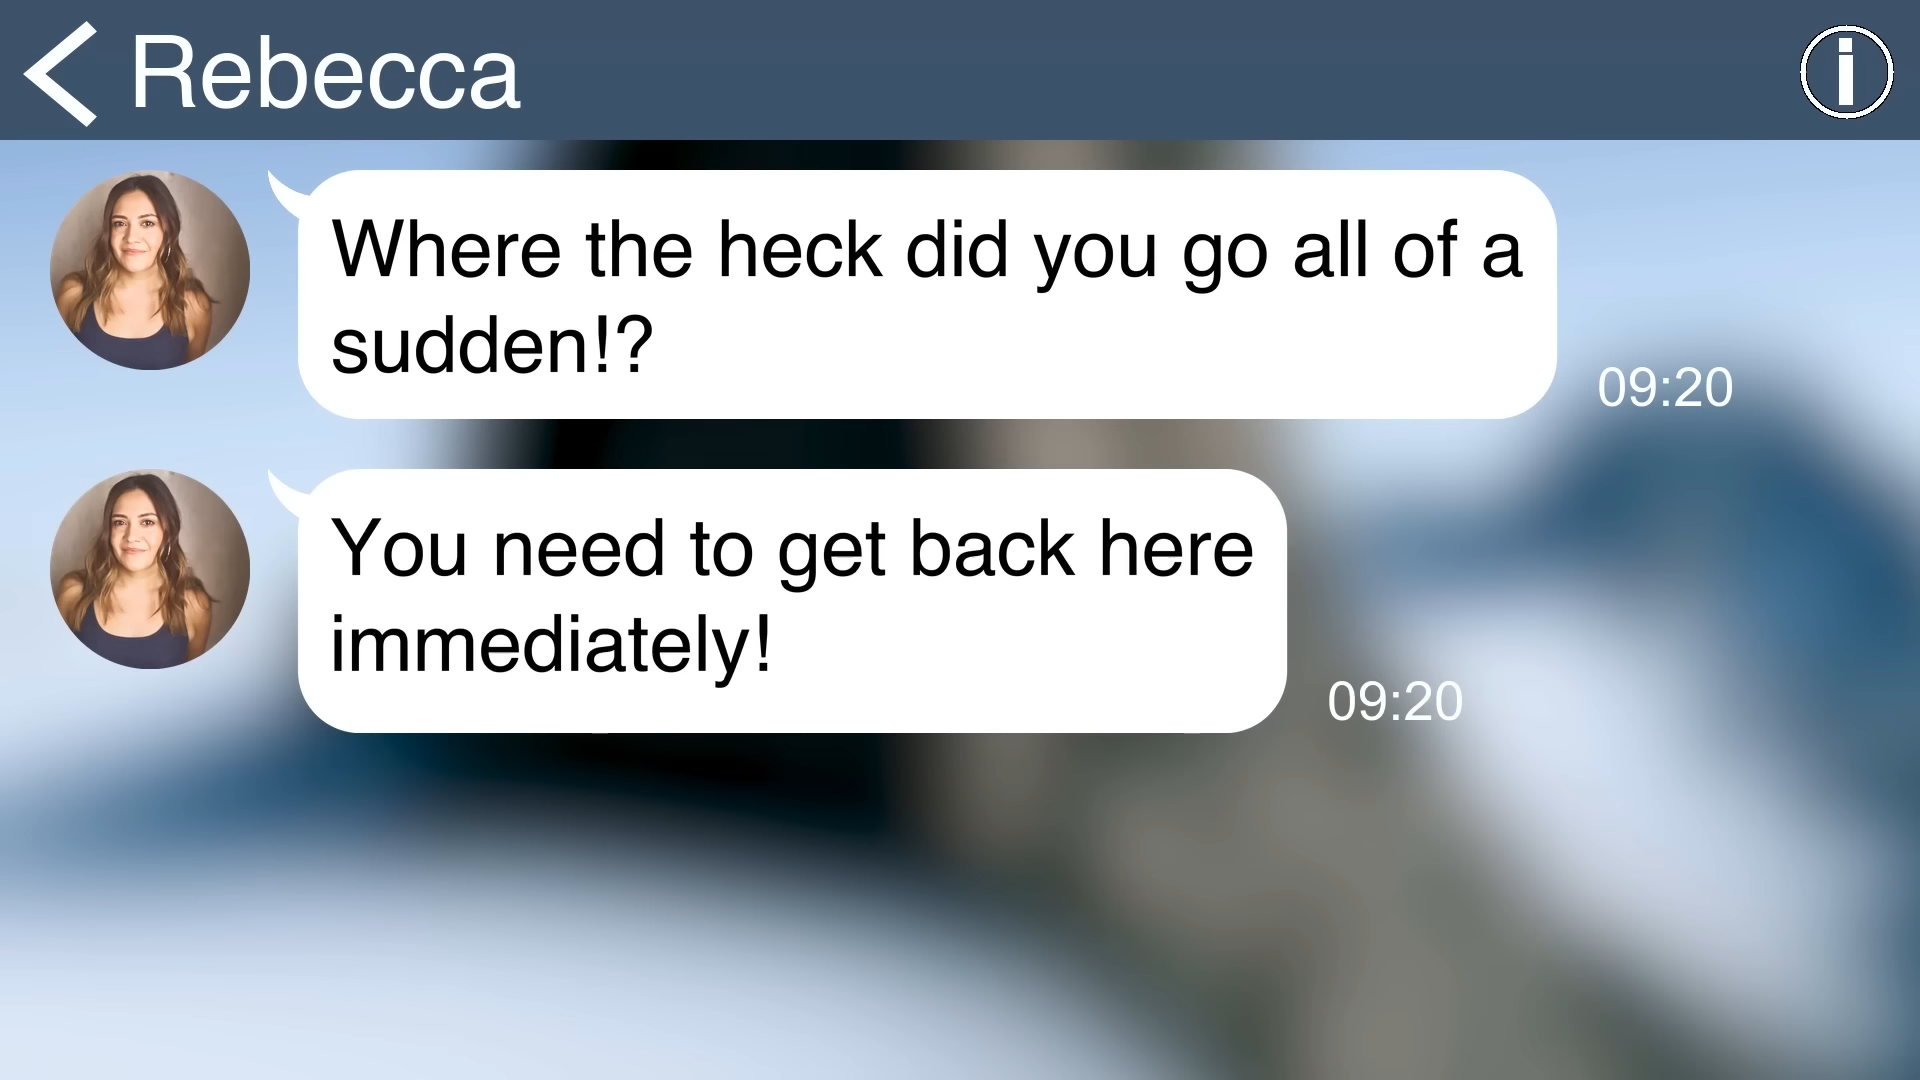 Rebecca
Where the heck did you go all of a
sudden!?
09:20
You need to get back here
immediately!
09:20